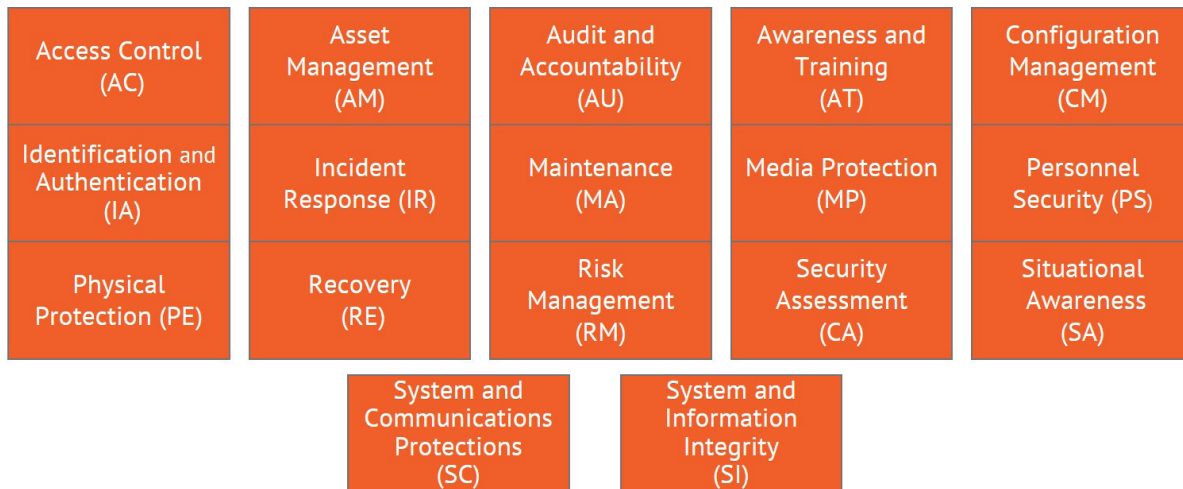 Access Control
(AC)
Asset
Management
(AM)
Audit and
Accountability
(AU)
Awareness and
Training
(AT)
Configuration
Management
(CM)
Identification and
Authentication
(IA)
Incident
Response (IR)
Maintenance
(MA)
Media Protection
(MP)
Personnel
Security (PS)
Physical
Protection (PE)
Recovery
(RE)
Risk
Management
(RM)
Security
Assessment
(CA)
Situational
Awareness
(SA)
System and
Communications
Protections
(SC)
System and
Information
Integrity
(SI)